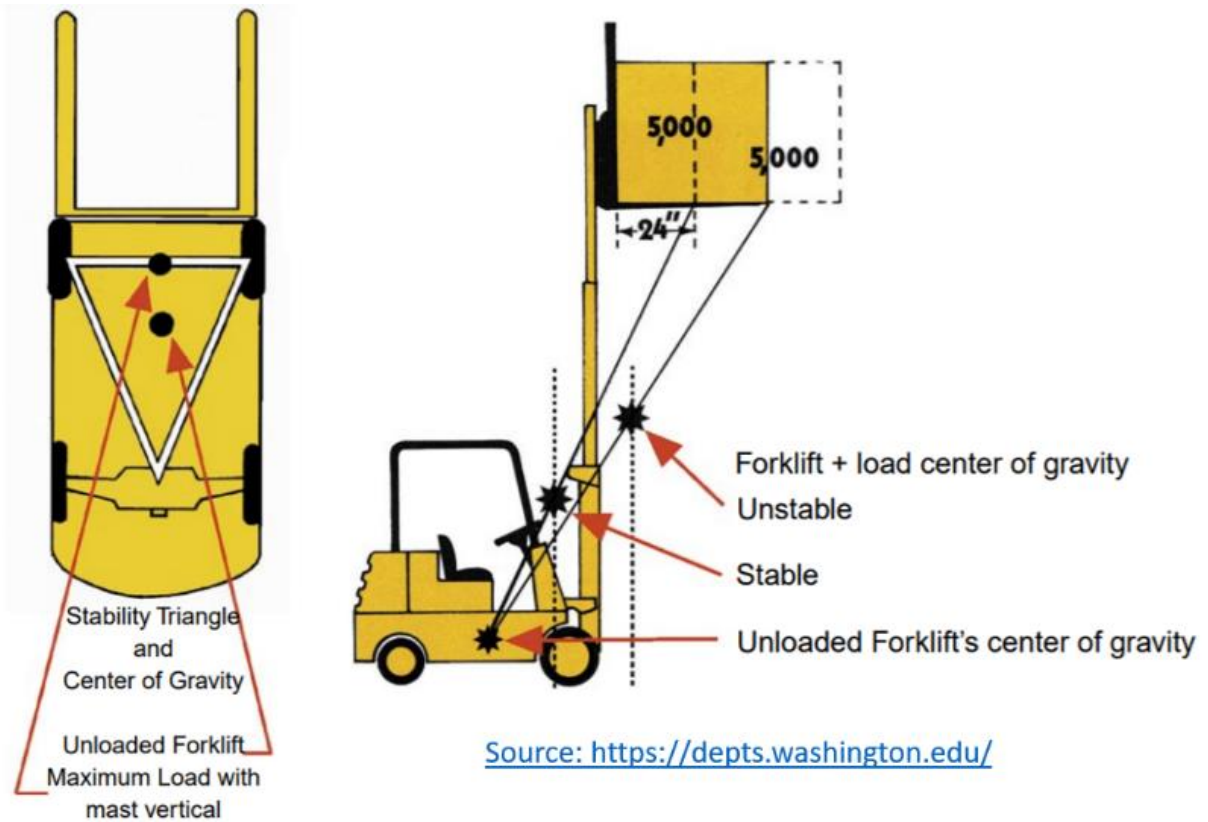 Stability Triangle
and
Center of Gravity
Unloaded Forklift
Maximum Load with
mast vertical
5,000
5,000
24"
Forklift + load center of gravity
Unstable
Stable
Unloaded Forklift's center of gravity
Source: https://depts.washington.edu/